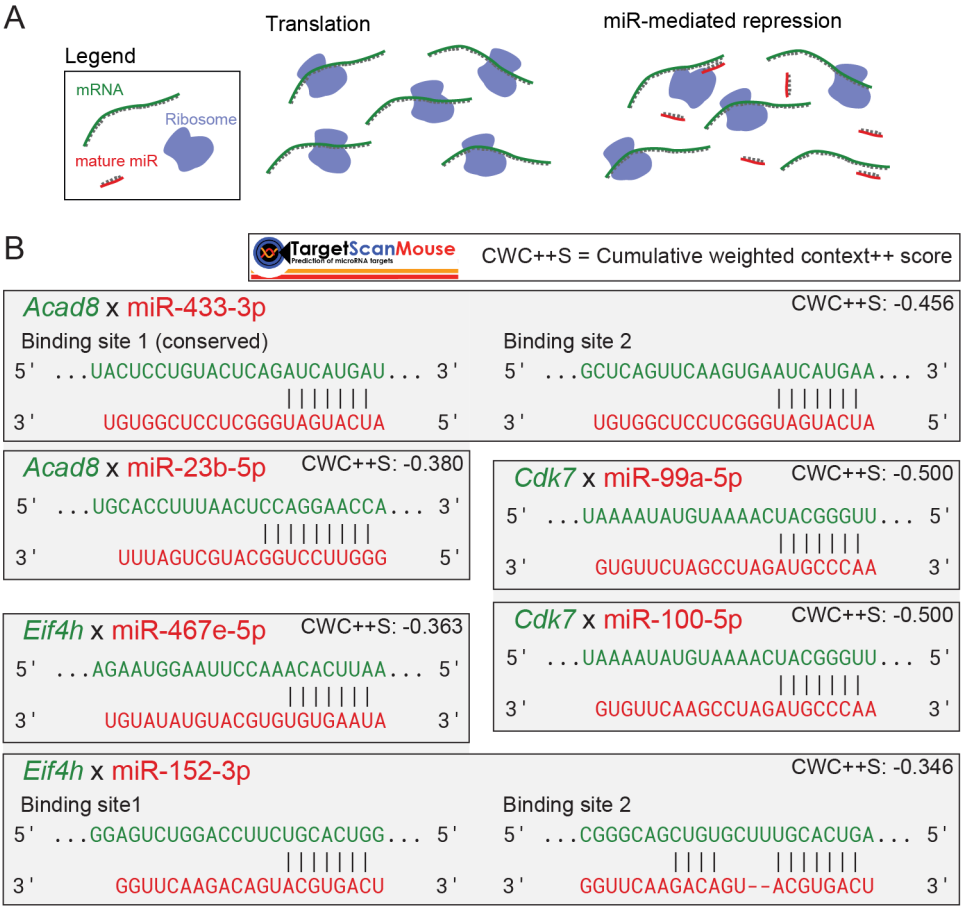 A
Legend
mRNA
Ribosome
mature miR
Translation
miR-mediated repression
B
TargetScanMouse
Prediction of microRNA targets
CWC++S = Cumulative weighted context++ score
Acad8 x miR-433-3p
CWC++S: -0.456
Binding site 1 (conserved)
5' ...UACUCCUGUACUCAGAUCAUGAU... 3'
3' UGUGGCUCCUCGGGUAGUACUA 5'
Binding site 2
5' ...GCUCAGUUCAAGUGAAUCAUGAA... 3'
3' UGUGGCUCCUCGGGUAGUACUA 5'
Acad8 x miR-23b-5p
CWC++S: -0.380
5' ...UGCACCUUUAACUCCAGGAACCA... 3'
3' UUUAGUCGUACGGUCCUUGGG 5'
Cdk7 x miR-99a-5p
CWC++S: -0.500
5' ...UAAAAUAUGUAAAACUACGGGUU... 5'
3' GUGUUCUAGCCUAGAUGCCCAA 3'
Eif4h x miR-467e-5p
CWC++S: -0.363
5' ...AGAAUGGAAUUCCAAACACUUAA... 5'
3' UGUAUAUGUACGUGUGUGAAUA 3'
Cdk7 x miR-100-5p
CWC++S: -0.500
5' ...UAAAAUAUGUAAAACUACGGGUU... 5'
3' GUGUUCAAGCCUAGAUGCCCAA 3'
Eif4h x miR-152-3p
CWC++S: -0.346
Binding site1
5' ...GGAGUCUGGACCUUCUGCACUGG... 5'
3' GGUUCAAGACAGUACGUGACU 3'
Binding site 2
5' ...CGGGCAGCUGUGCUUUGCACUGA... 5'
3' GGUUCAAGACAGU--ACGUGACU 3'